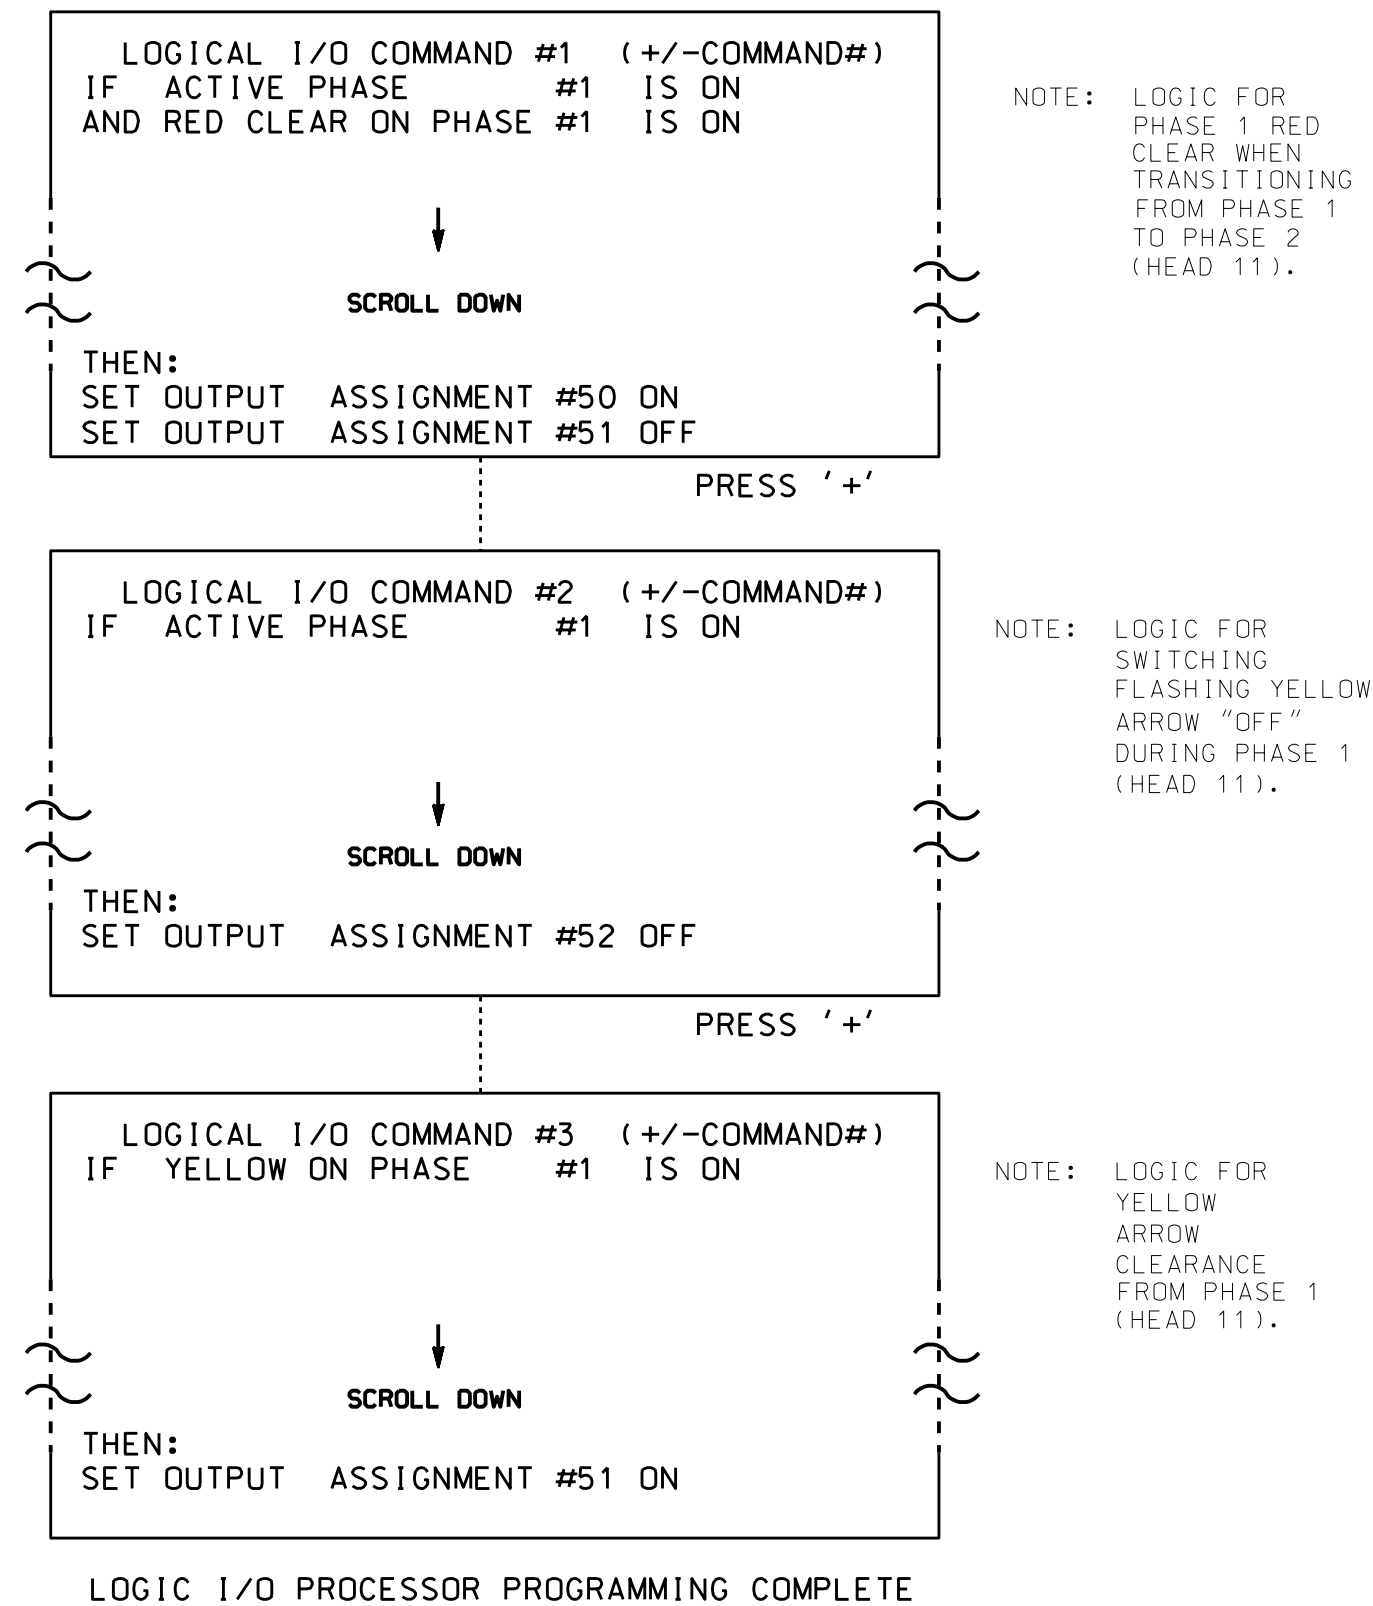 LOGICAL I/O COMMAND #1 (+/-COMMAND#)
IF ACTIVE PHASE #1 IS ON
AND RED CLEAR ON PHASE #1 IS ON
SCROLL DOWN
THEN:
SET OUTPUT ASSIGNMENT #50 ON
SET OUTPUT ASSIGNMENT #51 OFF
NOTE: LOGIC FOR
PHASE 1 RED
CLEAR WHEN
TRANSITIONING
FROM PHASE 1
TO PHASE 2
(HEAD 11).
PRESS '+'
LOGICAL I/O COMMAND #2 (+/-COMMAND#)
IF ACTIVE PHASE #1 IS ON
SCROLL DOWN
THEN:
SET OUTPUT ASSIGNMENT #52 OFF
NOTE: LOGIC FOR
SWITCHING
FLASHING YELLOW
ARROW "OFF"
DURING PHASE 1
(HEAD 11).
PRESS '+'
LOGICAL I/O COMMAND #3 (+/-COMMAND#)
IF YELLOW ON PHASE #1 IS ON
SCROLL DOWN
THEN:
SET OUTPUT ASSIGNMENT #51 ON
NOTE: LOGIC FOR
YELLOW
ARROW
CLEARANCE
FROM PHASE 1
(HEAD 11).
LOGIC I/O PROCESSOR PROGRAMMING COMPLETE